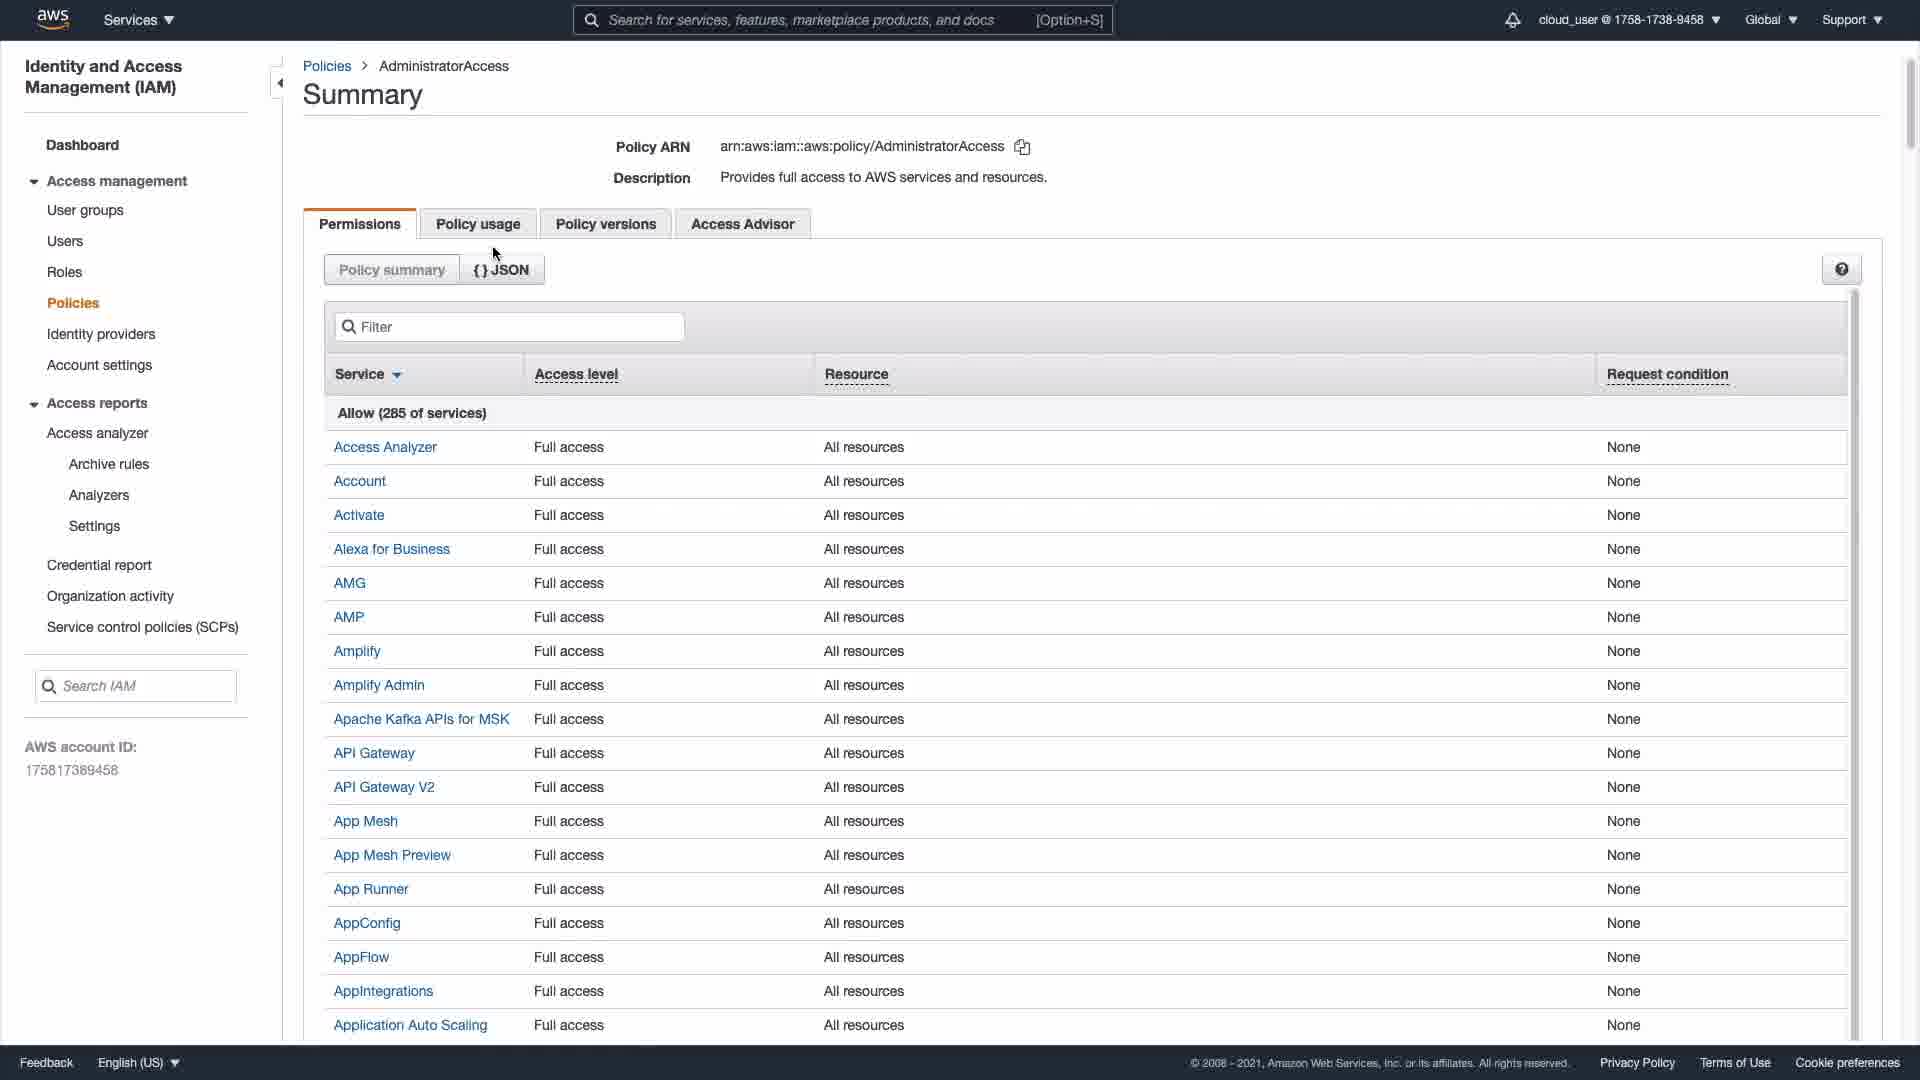 aws
Services
Search for services, features, marketplace products, and docs
[Option+S]
cloud_user @ 1758-1738-9458
Global
Support
Identity and Access
Management (IAM)
Dashboard
Access management
User groups
Users
Roles
Policies
Identity providers
Account settings
Access reports
Access analyzer
Archive rules
Analyzers
Settings
Credential report
Organization activity
Service control policies (SCPs)
Search IAM
AWS account ID:
175817389458
Policies > AdministratorAccess
Summary
Policy ARN arn:aws:iam::aws:policy/AdministratorAccess
Description Provides full access to AWS services and resources.
Permissions Policy usage Policy versions Access Advisor
Policy summary { } JSON
Filter
Service Access level Resource Request condition
Allow (285 of services)
Access Analyzer Full access All resources None
Account Full access All resources None
Activate Full access All resources None
Alexa for Business Full access All resources None
AMG Full access All resources None
AMP Full access All resources None
Amplify Full access All resources None
Amplify Admin Full access All resources None
Apache Kafka APIs for MSK Full access All resources None
API Gateway Full access All resources None
API Gateway V2 Full access All resources None
App Mesh Full access All resources None
App Mesh Preview Full access All resources None
App Runner Full access All resources None
AppConfig Full access All resources None
AppFlow Full access All resources None
AppIntegrations Full access All resources None
Application Auto Scaling Full access All resources None
Feedback English (US) © 2008 - 2021, Amazon Web Services, Inc. or its affiliates. All rights reserved. Privacy Policy Terms of Use Cookie preferences